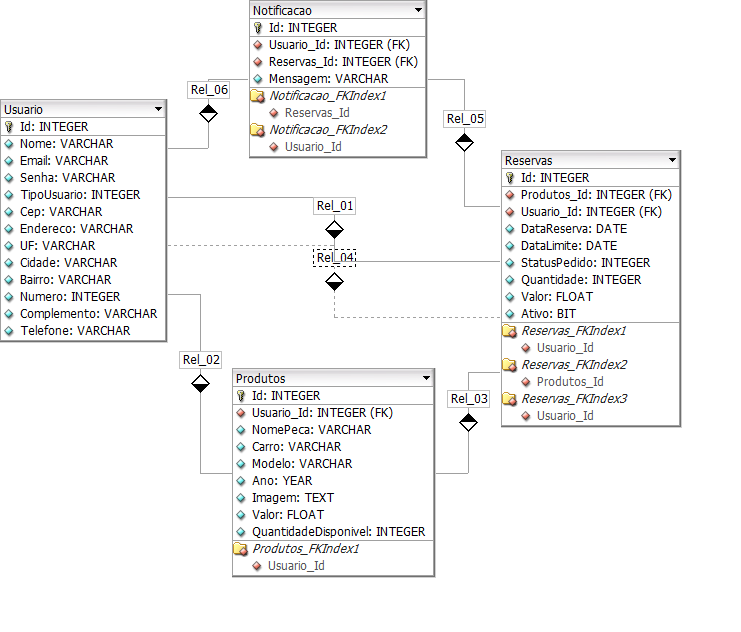 Notificacao
Id: INTEGER
Usuario_Id: INTEGER (FK)
Reservas_Id: INTEGER (FK)
Mensagem: VARCHAR
Notificacao_FKIndex1
Reservas_Id
Notificacao_FKIndex2
Usuario_Id
Rel_06
Rel_05
Usuario
Id: INTEGER
Nome: VARCHAR
Email: VARCHAR
Senha: VARCHAR
TipoUsuario: INTEGER
Cep: VARCHAR
Endereco: VARCHAR
UF: VARCHAR
Cidade: VARCHAR
Bairro: VARCHAR
Numero: INTEGER
Complemento: VARCHAR
Telefone: VARCHAR
Rel_01
Rel_04
Reservas
Id: INTEGER
Produtos_Id: INTEGER (FK)
Usuario_Id: INTEGER (FK)
DataReserva: DATE
DataLimite: DATE
StatusPedido: INTEGER
Quantidade: INTEGER
Valor: FLOAT
Ativo: BIT
Reservas_FKIndex1
Usuario_Id
Reservas_FKIndex2
Produtos_Id
Reservas_FKIndex3
Usuario_Id
Rel_02
Rel_03
Produtos
Id: INTEGER
Usuario_Id: INTEGER (FK)
NomePeca: VARCHAR
Carro: VARCHAR
Modelo: VARCHAR
Ano: YEAR
Imagem: TEXT
Valor: FLOAT
QuantidadeDisponivel: INTEGER
Produtos_FKIndex1
Usuario_Id